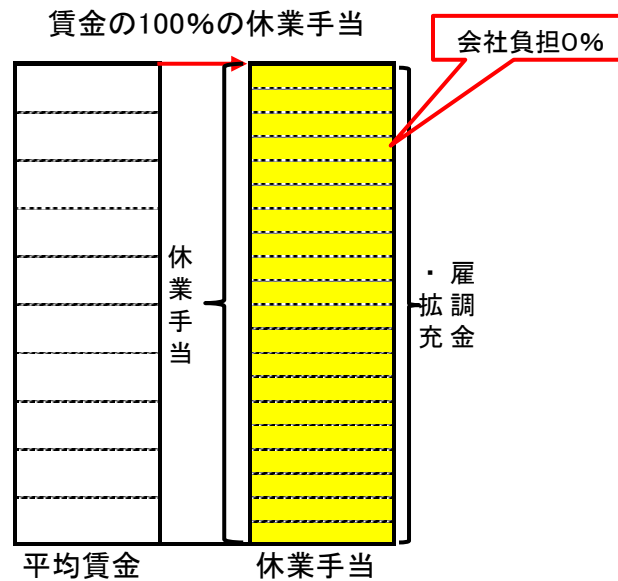 賃金の100%の休業手当
会社負担0%
休業手当
雇調金
・拡充
平均賃金
休業手当